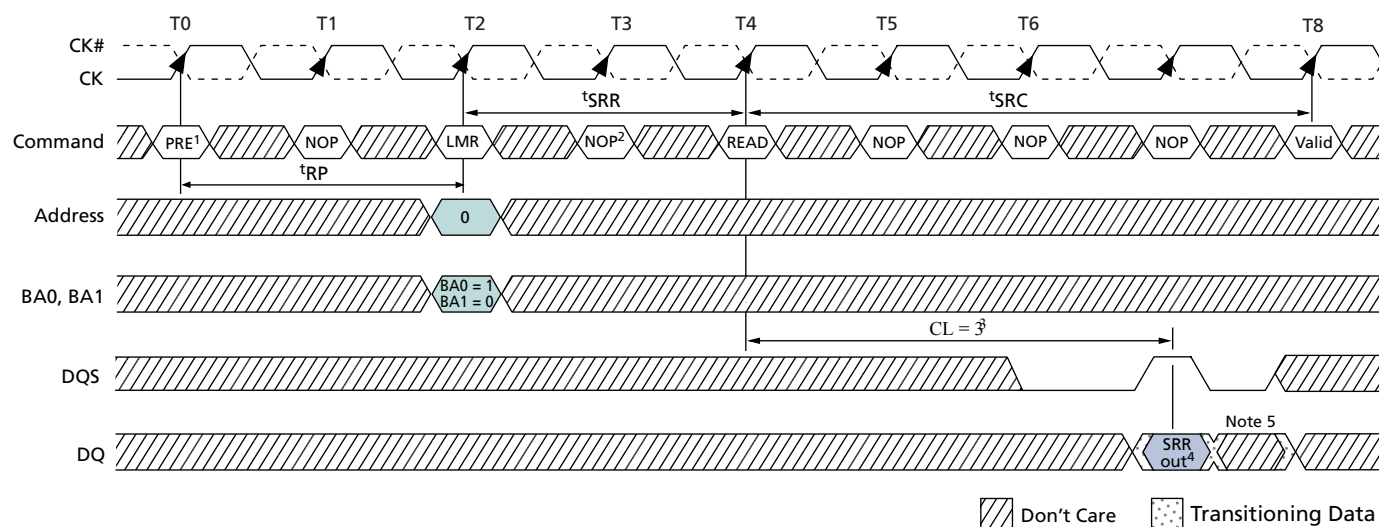 T0 T1 T2 T3 T4 T5 T6 T8
CK#
CK
tSRR tSRC
Command PRE1 NOP LMR NOP2 READ NOP NOP NOP Valid
tRP
Address 0
BA0, BA1 BA0 = 1
BA1 = 0
CL = 33
DQS
Note 5
DQ SRR
out4
Don't Care Transitioning Data